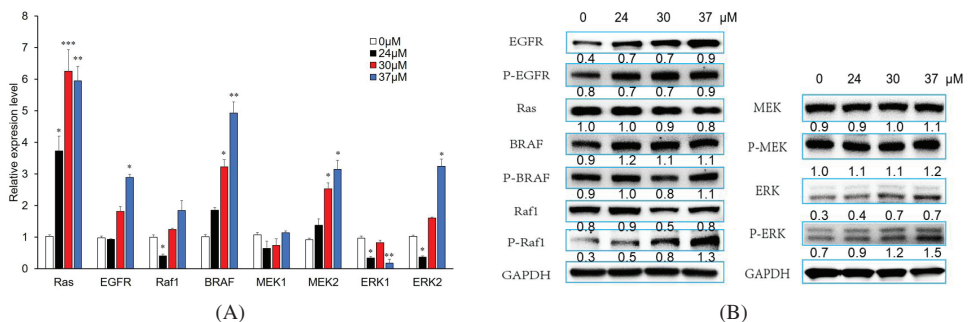 8
7
6
5
4
3
2
1
0
Relative expresion level
0μM
24μM
30μM
37μM
* *** **
*
*
* **
* *
* **
* *
Ras EGFR Raf1 BRAF MEK1 MEK2 ERK1 ERK2
(A)
0 24 30 37 μM
EGFR
0.4 0.7 0.7 0.9
P-EGFR
0.8 0.7 0.7 0.9
Ras
1.0 1.0 0.9 0.8
BRAF
0.9 1.2 1.1 1.1
P-BRAF
0.9 1.0 0.8 1.1
Raf1
0.8 0.9 0.5 0.8
P-Raf1
0.3 0.5 0.8 1.3
GAPDH
0 24 30 37 μM
MEK
0.9 0.9 1.0 1.1
P-MEK
1.0 1.1 1.1 1.2
ERK
0.3 0.4 0.7 0.7
P-ERK
0.7 0.9 1.2 1.5
GAPDH
(B)